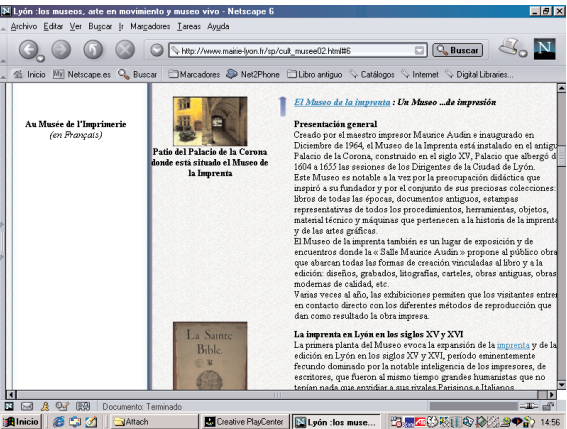 Lyón :los museos, arte en movimiento y museo vivo - Netscape 6
Archivo Editar Ver Buscar Ir Marcadores Tareas Ayuda
http://www.mairie-lyon.fr/sp/cult_musee02.html#6
Buscar
N
Inicio My Netscape.es Buscar Marcadores Net2Phone Libro antiguo Catálogos Internet Digital Libraries...
Au Musée de l'Imprimerie
(en Français)
Patio del Palacio de la Corona
donde está situado el Museo de
la Imprenta
La Sainte
Bible.
El Museo de la imprenta : Un Museo ...de impresión
Presentación general
Creado por el maestro impresor Maurice Audin e inaugurado en
Diciembre de 1964, el Museo de la Imprenta está instalado en el antigu
Palacio de la Corona, construido en el siglo XV, Palacio que albergó d
1604 a 1655 las sesiones de los Dirigentes de la Ciudad de Lyón.
Este Museo es notable a la vez por la preocupación didáctica que
inspiró a su fundador y por el conjunto de sus preciosas colecciones:
libros de todas las épocas, documentos antiguos, estampas
representativas de todos los procedimientos, herramientas, objetos,
material técnico y máquinas que pertenecen a la historia de la imprenta
y de las artes gráficas.
El Museo de la imprenta también es un lugar de exposición y de
encuentros donde la « Salle Maurice Audin » propone al público obra
que abarcan todas las formas de creación vinculadas al libro y a la
edición: diseños, grabados, litografías, carteles, obras antiguas, obras
modernas de calidad, etc.
Varias veces al año, las exhibiciones permiten que los visitantes entren
en contacto directo con los diferentes métodos de reproducción que
dan como resultado la obra impresa.
La imprenta en Lyón en los siglos XV y XVI
La primera planta del Museo evoca la expansión de la imprenta y de la
edición en Lyón en los siglos XV y XVI, período eminentemente
fecundo dominado por la notable inteligencia de los impresores, de
escritores, que fueron al mismo tiempo grandes humanistas que no
tenían nada que envidiar a sus rivales Parisinos e Italianos
Documento: Terminado
Inicio Attach Creative PlayCenter Lyón :los muse... 14:56